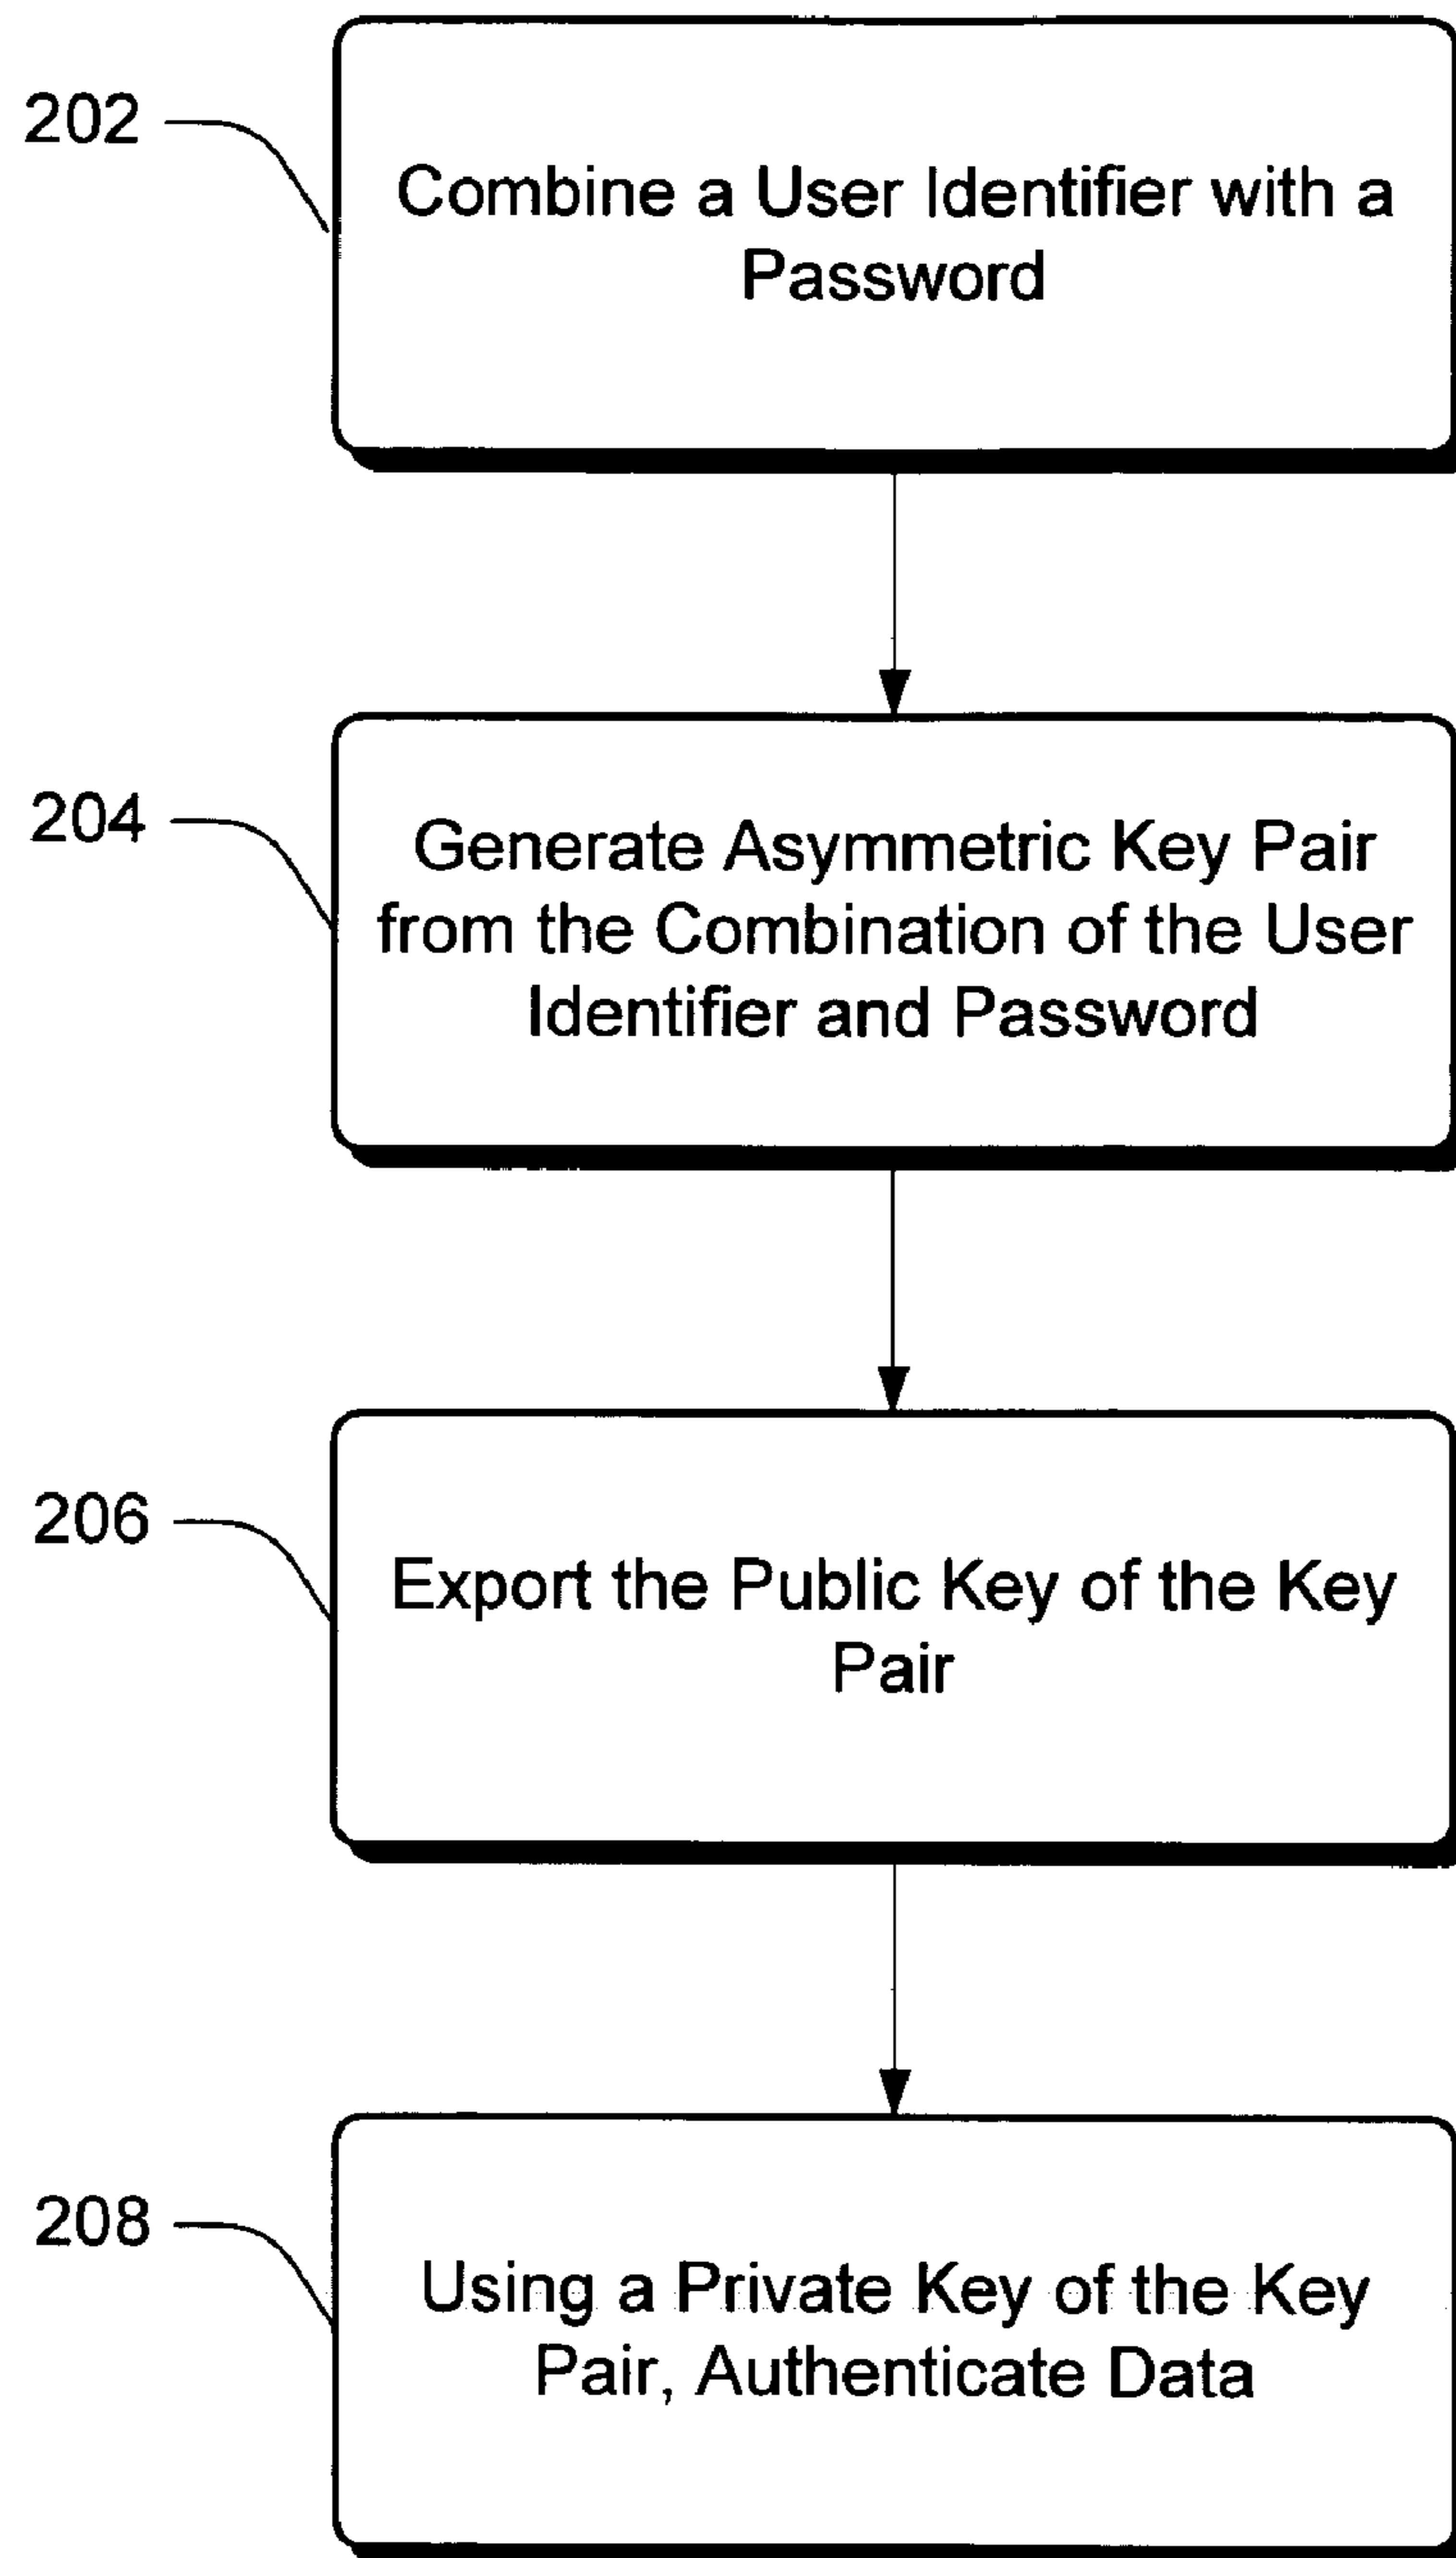 202
Combine a User Identifier with a
Password
204
Generate Asymmetric Key Pair
from the Combination of the User
Identifier and Password
206
Export the Public Key of the Key
Pair
208
Using a Private Key of the Key
Pair, Authenticate Data